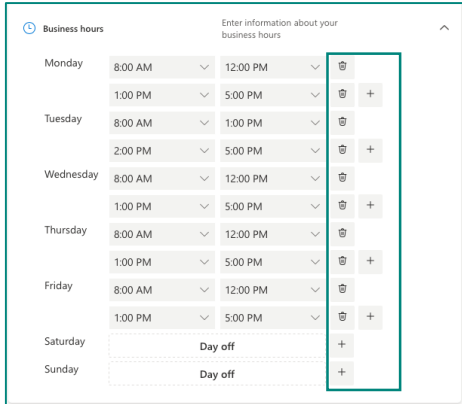 Business hours
Enter information about your
business hours
Monday 8:00 AM 12:00 PM
1:00 PM 5:00 PM +
Tuesday 8:00 AM 1:00 PM
2:00 PM 5:00 PM +
Wednesday 8:00 AM 12:00 PM
1:00 PM 5:00 PM +
Thursday 8:00 AM 12:00 PM
1:00 PM 5:00 PM +
Friday 8:00 AM 12:00 PM
1:00 PM 5:00 PM +
Saturday Day off +
Sunday Day off +